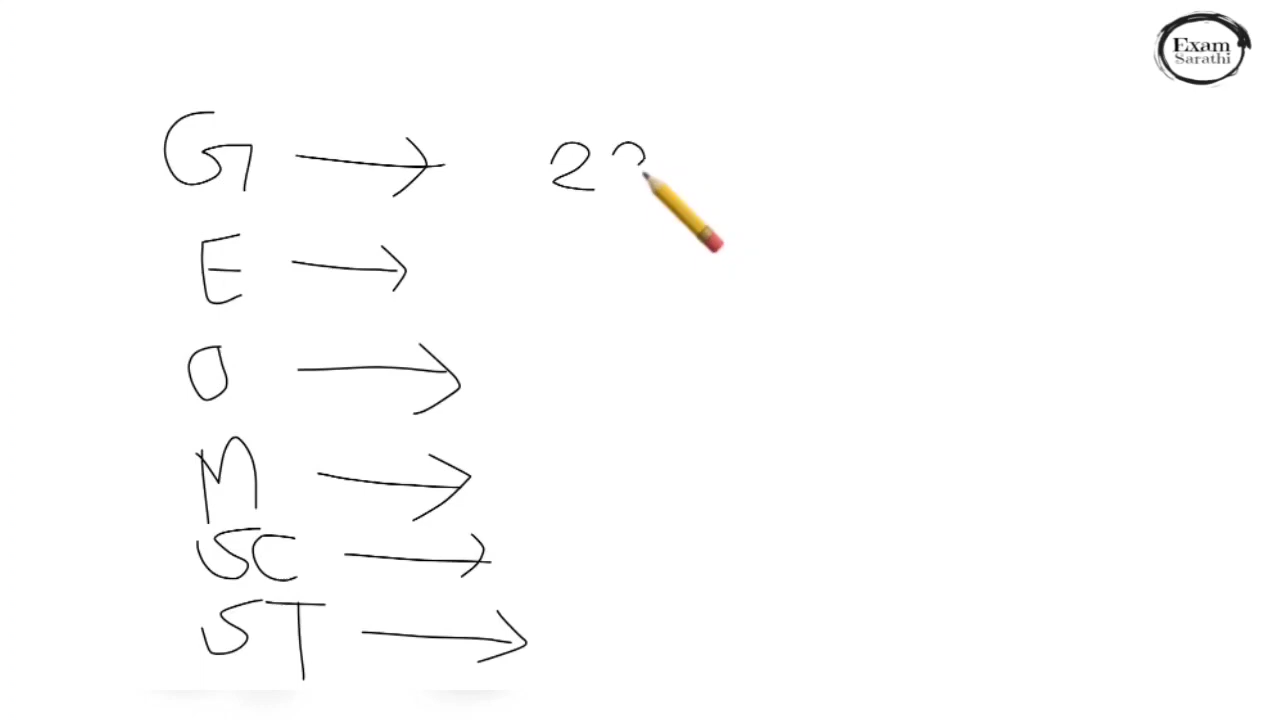 Exam
Sarathi
G → 2
E →
O →
M →
SC →
ST →